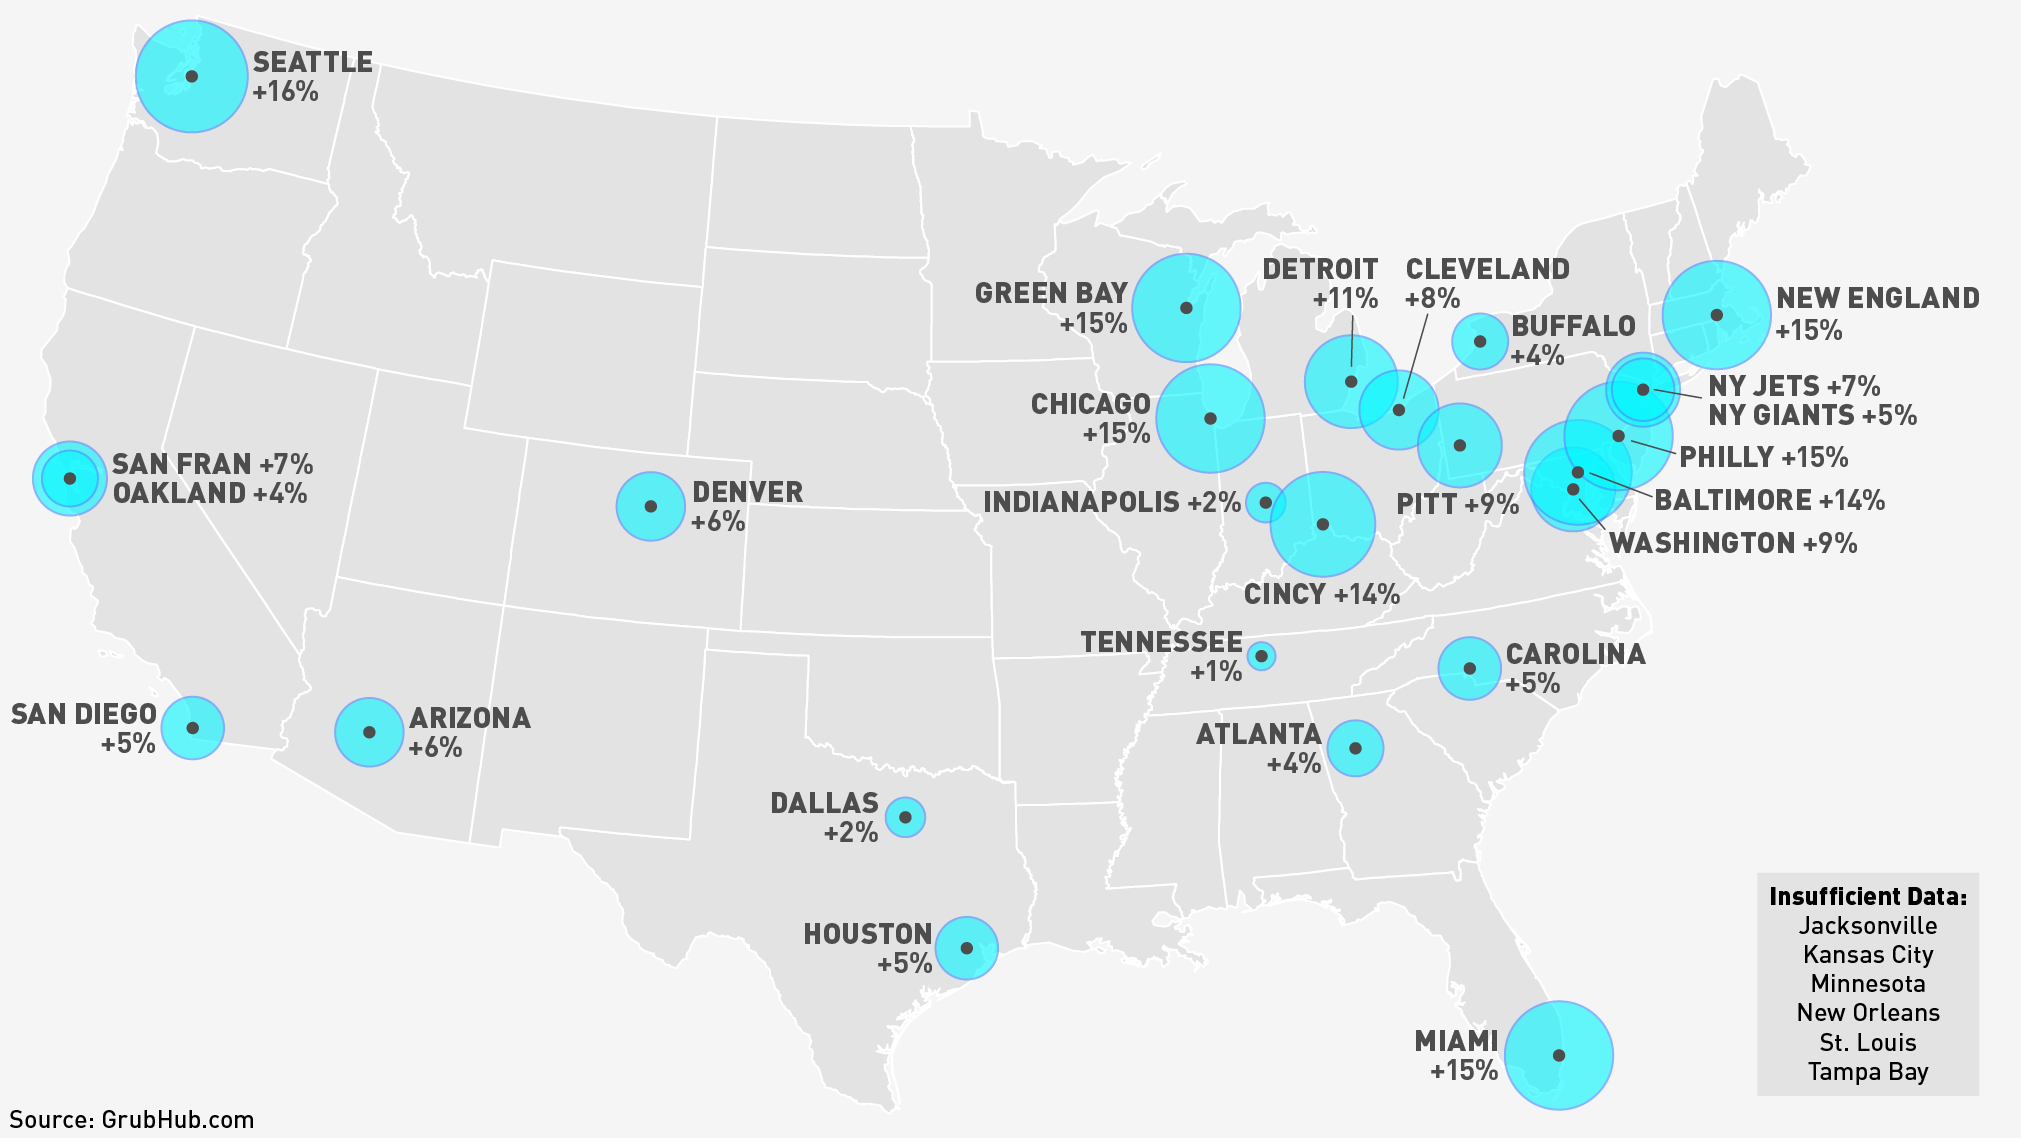 SEATTLE
+16%
GREEN BAY
+15%
DETROIT
+11%
CLEVELAND
+8%
BUFFALO
+4%
NEW ENGLAND
+15%
CHICAGO
+15%
NY JETS +7%
NY GIANTS +5%
PHILLY +15%
SAN FRAN +7%
OAKLAND +4%
DENVER
+6%
INDIANAPOLIS +2%
PITT +9%
BALTIMORE +14%
WASHINGTON +9%
CINCY +14%
TENNESSEE
+1%
CAROLINA
+5%
SAN DIEGO
+5%
ARIZONA
+6%
ATLANTA
+4%
DALLAS
+2%
HOUSTON
+5%
MIAMI
+15%
Insufficient Data:
Jacksonville
Kansas City
Minnesota
New Orleans
St. Louis
Tampa Bay
Source: GrubHub.com